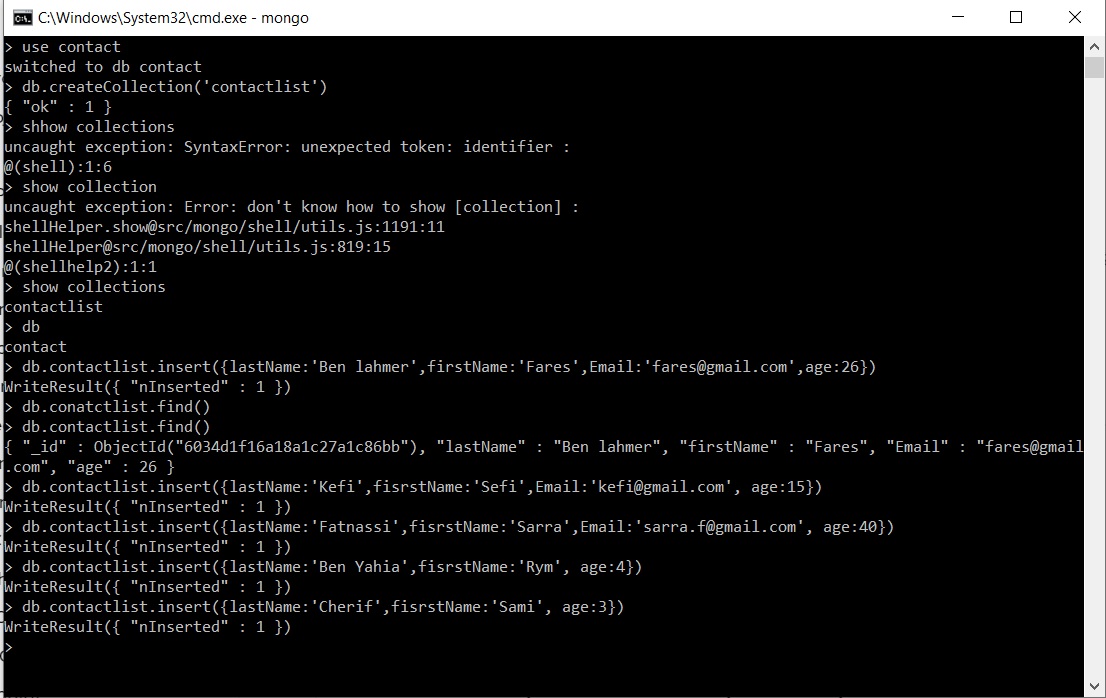 C:\Windows\System32\cmd.exe - mongo
> use contact
switched to db contact
> db.createCollection('contactlist')
{ "ok" : 1 }
> shhow collections
uncaught exception: SyntaxError: unexpected token: identifier :
@(shell):1:6
> show collection
uncaught exception: Error: don't know how to show [collection] :
shellHelper.show@src/mongo/shell/utils.js:1191:11
shellHelper@src/mongo/shell/utils.js:819:15
@(shellhelp2):1:1
> show collections
contactlist
> db
contact
> db.contactlist.insert({lastName:'Ben lahmer',firstName:'Fares',Email:'fares@gmail.com',age:26})
WriteResult({ "nInserted" : 1 })
> db.conatctlist.find()
> db.contactlist.find()
{ "_id" : ObjectId("6034d1f16a18a1c27a1c86bb"), "lastName" : "Ben lahmer", "firstName" : "Fares", "Email" : "fares@gmail
.com", "age" : 26 }
> db.contactlist.insert({lastName:'Kefi',fisrstName:'Sefi',Email:'kefi@gmail.com', age:15})
WriteResult({ "nInserted" : 1 })
> db.contactlist.insert({lastName:'Fatnassi',fisrstName:'Sarra',Email:'sarra.f@gmail.com', age:40})
WriteResult({ "nInserted" : 1 })
> db.contactlist.insert({lastName:'Ben Yahia',fisrstName:'Rym', age:4})
WriteResult({ "nInserted" : 1 })
> db.contactlist.insert({lastName:'Cherif',fisrstName:'Sami', age:3})
WriteResult({ "nInserted" : 1 })
>